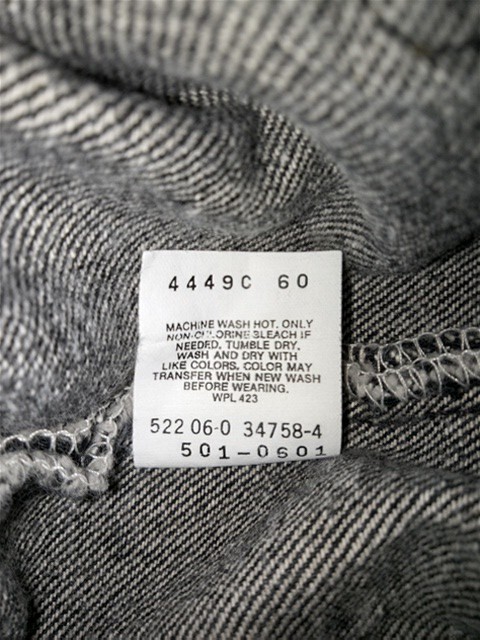 4449C 60
MACHINE WASH HOT. ONLY
NON-CHLORINE BLEACH IF
NEEDED. TUMBLE DRY.
WASH AND DRY WITH
LIKE COLORS. COLOR MAY
TRANSFER WHEN NEW WASH
BEFORE WEARING.
WPL 423
522 06-0 34758-4
501-0601